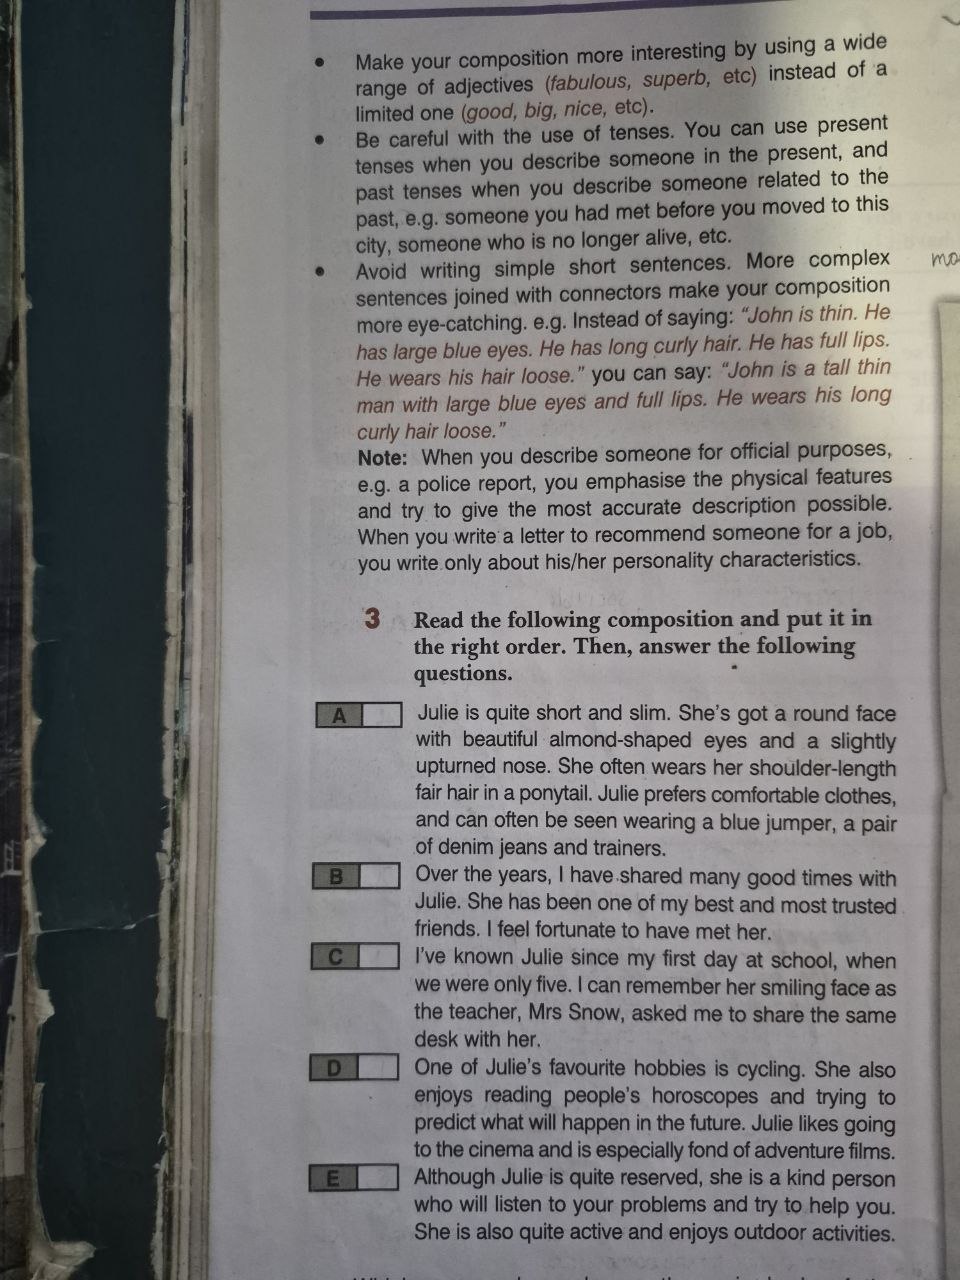 • Make your composition more interesting by using a wide
range of adjectives (fabulous, superb, etc) instead of a
limited one (good, big, nice, etc).
• Be careful with the use of tenses. You can use present
tenses when you describe someone in the present, and
past tenses when you describe someone related to the
past, e.g. someone you had met before you moved to this
city, someone who is no longer alive, etc.
• Avoid writing simple short sentences. More complex
sentences joined with connectors make your composition
more eye-catching. e.g. Instead of saying: "John is thin. He
has large blue eyes. He has long curly hair. He has full lips.
He wears his hair loose." you can say: "John is a tall thin
man with large blue eyes and full lips. He wears his long
curly hair loose."
Note: When you describe someone for official purposes,
e.g. a police report, you emphasise the physical features
and try to give the most accurate description possible.
When you write a letter to recommend someone for a job,
you write only about his/her personality characteristics.
3 Read the following composition and put it in
the right order. Then, answer the following
questions.
A Julie is quite short and slim. She's got a round face
with beautiful almond-shaped eyes and a slightly
upturned nose. She often wears her shoulder-length
fair hair in a ponytail. Julie prefers comfortable clothes,
and can often be seen wearing a blue jumper, a pair
of denim jeans and trainers.
B Over the years, I have shared many good times with
Julie. She has been one of my best and most trusted
friends. I feel fortunate to have met her.
C I've known Julie since my first day at school, when
we were only five. I can remember her smiling face as
the teacher, Mrs Snow, asked me to share the same
desk with her.
D One of Julie's favourite hobbies is cycling. She also
enjoys reading people's horoscopes and trying to
predict what will happen in the future. Julie likes going
to the cinema and is especially fond of adventure films.
E Although Julie is quite reserved, she is a kind person
who will listen to your problems and try to help you.
She is also quite active and enjoys outdoor activities.